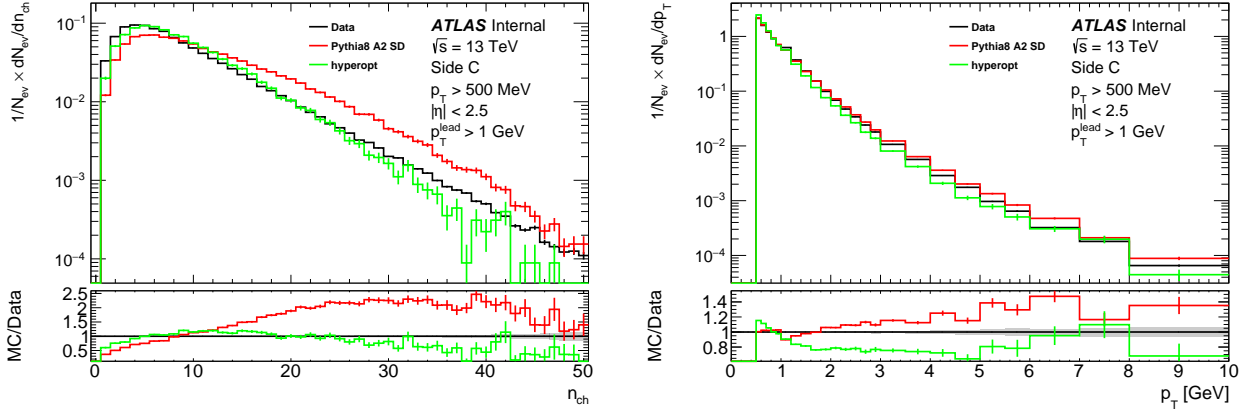 1/N_ev × dN_ev/dn_ch
10⁻¹
10⁻²
10⁻³
10⁻⁴
Data
Pythia8 A2 SD
hyperopt
ATLAS Internal
√s = 13 TeV
Side C
p_T > 500 MeV
|η| < 2.5
p_T^lead > 1 GeV
MC/Data
2.5
2
1.5
1
0.5
0 10 20 30 40 50
n_ch
1/N_ev × dN_ev/dp_T
1
10⁻¹
10⁻²
10⁻³
10⁻⁴
Data
Pythia8 A2 SD
hyperopt
ATLAS Internal
√s = 13 TeV
Side C
p_T > 500 MeV
|η| < 2.5
p_T^lead > 1 GeV
MC/Data
1.4
1.2
1
0.8
0 1 2 3 4 5 6 7 8 9 10
p_T [GeV]